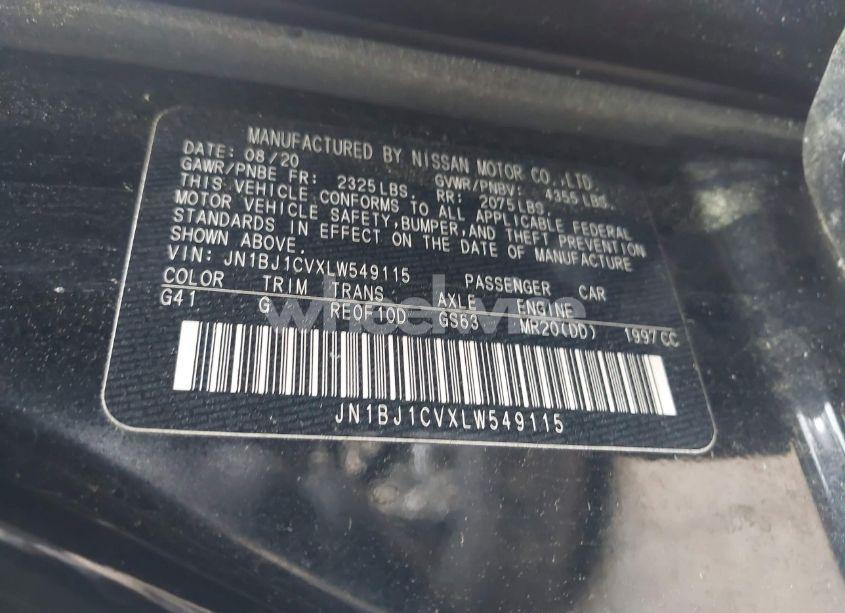 MANUFACTURED BY NISSAN MOTOR CO.,LTD.
DATE: 08/20
GAWR/PNBE FR: 2325LBS. GVWR/PNBV: 4355 LBS.
RR: 2075LBS.
THIS VEHICLE CONFORMS TO ALL APPLICABLE FEDERAL
MOTOR VEHICLE SAFETY,BUMPER,AND THEFT PREVENTION
STANDARDS IN EFFECT ON THE DATE OF MANUFACTURE
SHOWN ABOVE.
VIN: JN1BJ1CVXLW549115 PASSENGER CAR
COLOR TRIM TRANS AXLE ENGINE
G41 G RE0F10D GS63 MR20(DD) 1997CC
JN1BJ1CVXLW549115